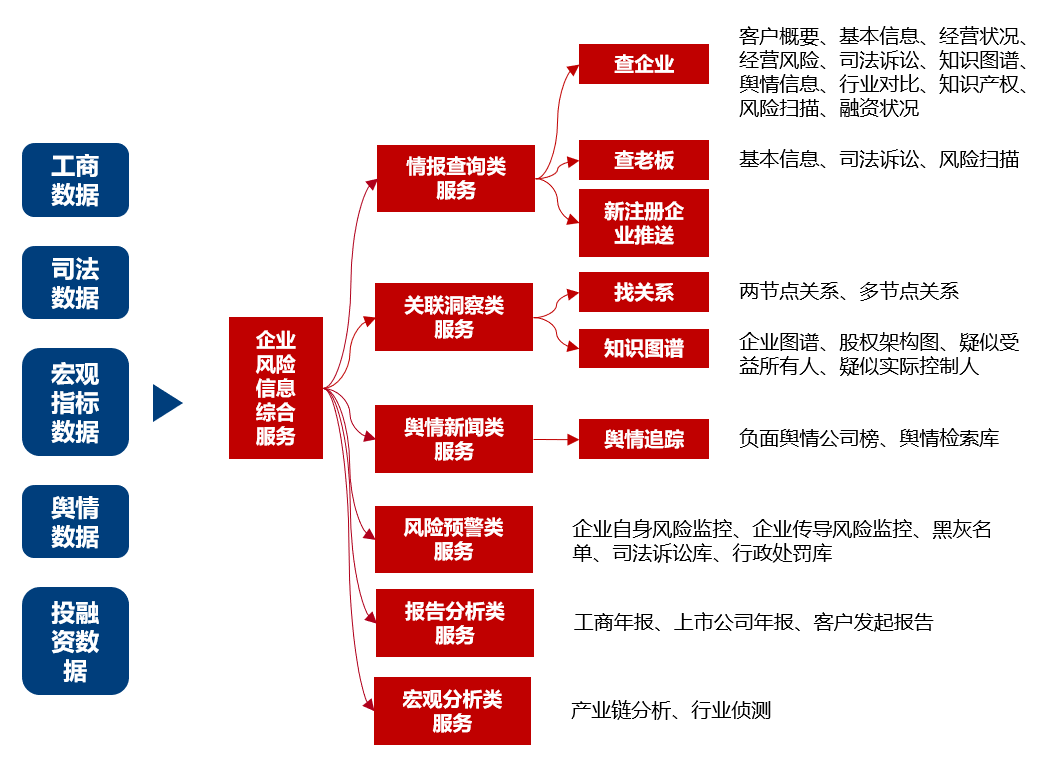 工商
数据
司法
数据
宏观
指标
数据
舆情
数据
投融
资数
据
企业
风险
信息
综合
服务
情报查询类
服务
查企业
客户概要、基本信息、经营状况、
经营风险、司法诉讼、知识图谱、
舆情信息、行业对比、知识产权、
风险扫描、融资状况
查老板
基本信息、司法诉讼、风险扫描
新注册企
业推送
关联洞察类
服务
找关系
两节点关系、多节点关系
知识图谱
企业图谱、股权架构图、疑似受
益所有人、疑似实际控制人
舆情新闻类
服务
舆情追踪
负面舆情公司榜、舆情检索库
风险预警类
服务
企业自身风险监控、企业传导风险监控、黑灰名
单、司法诉讼库、行政处罚库
报告分析类
服务
工商年报、上市公司年报、客户发起报告
宏观分析类
服务
产业链分析、行业侦测